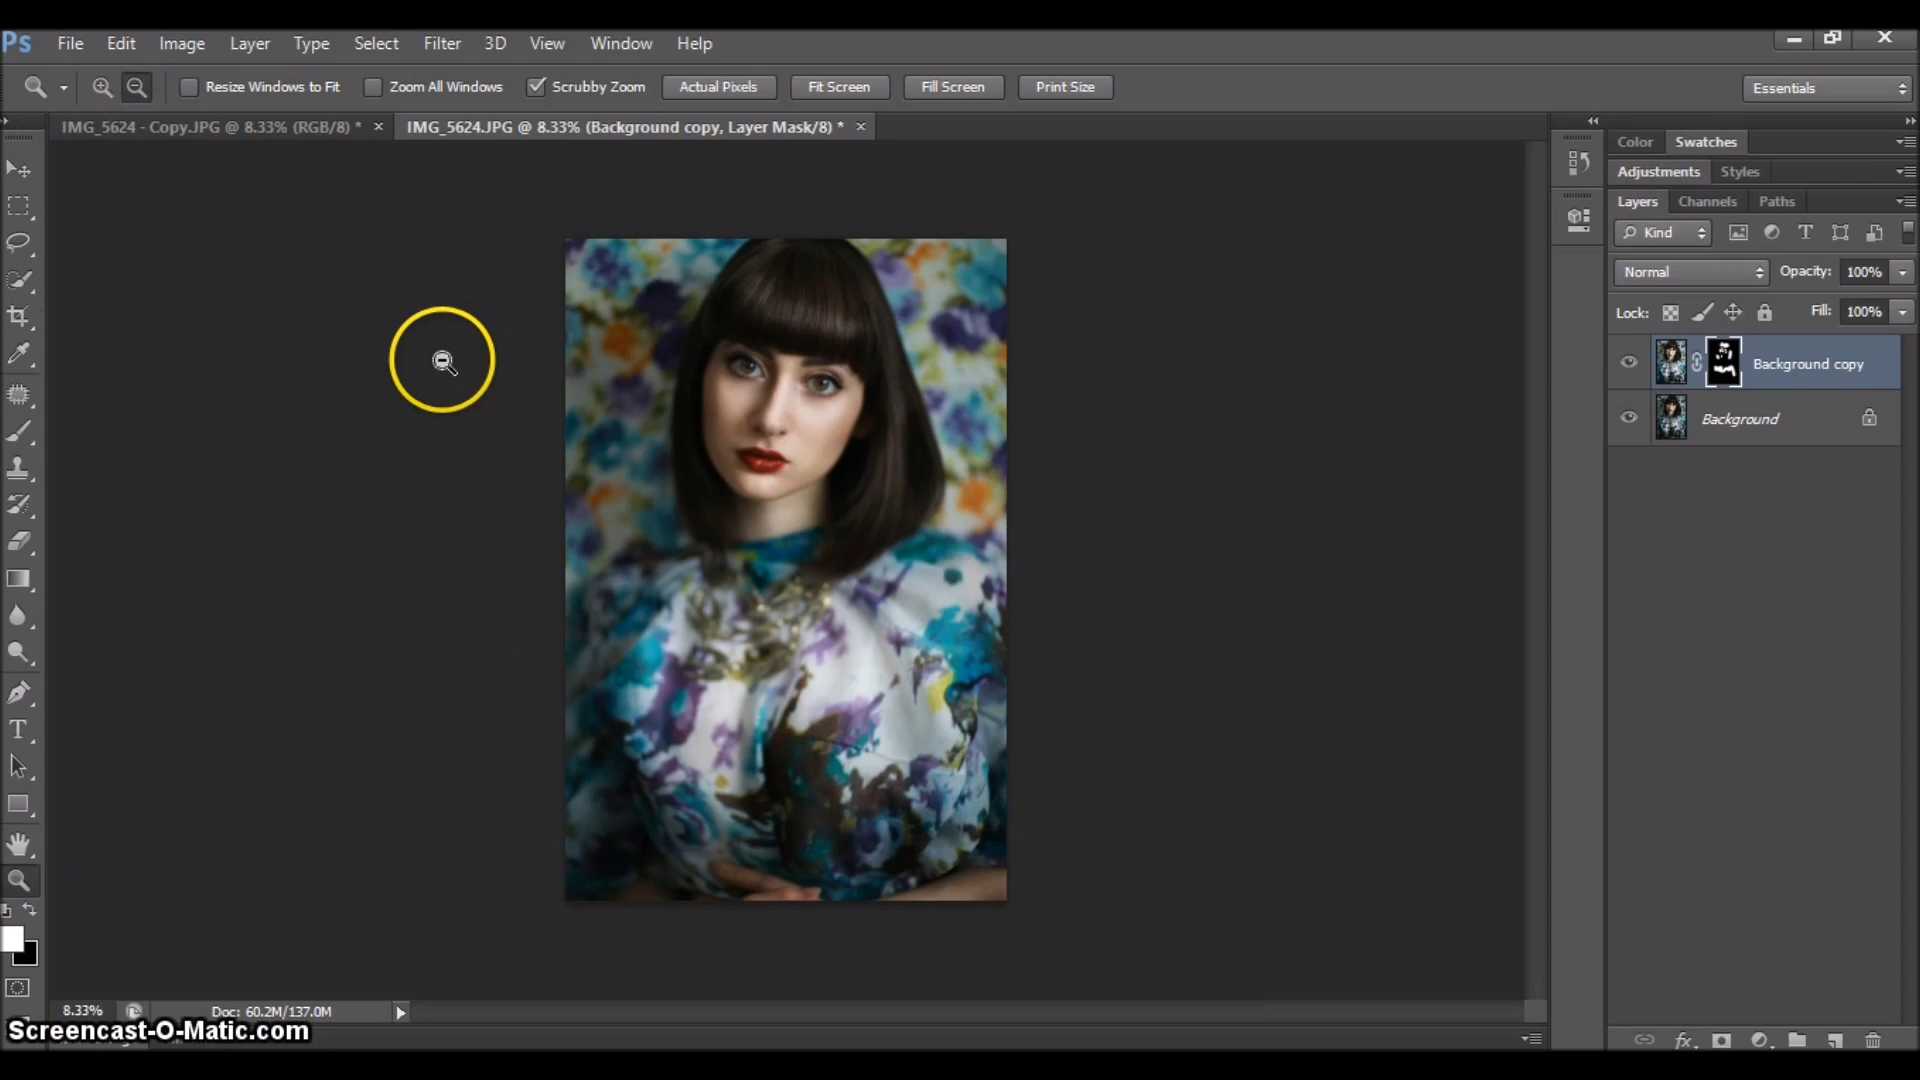 Ps File Edit Image Layer Type Select Filter 3D View Window Help
Resize Windows to Fit Zoom All Windows Scrubby Zoom Actual Pixels Fit Screen Fill Screen Print Size Essentials
IMG_5624 - Copy.JPG @ 8.33% (RGB/8) * × IMG_5624.JPG @ 8.33% (Background copy, Layer Mask/8) * ×
Color Swatches
Adjustments Styles
Layers Channels Paths
Kind
Normal Opacity: 100%
Lock: Fill: 100%
Background copy
Background
8.33% Doc: 60.2M/137.0M
Screencast-O-Matic.com